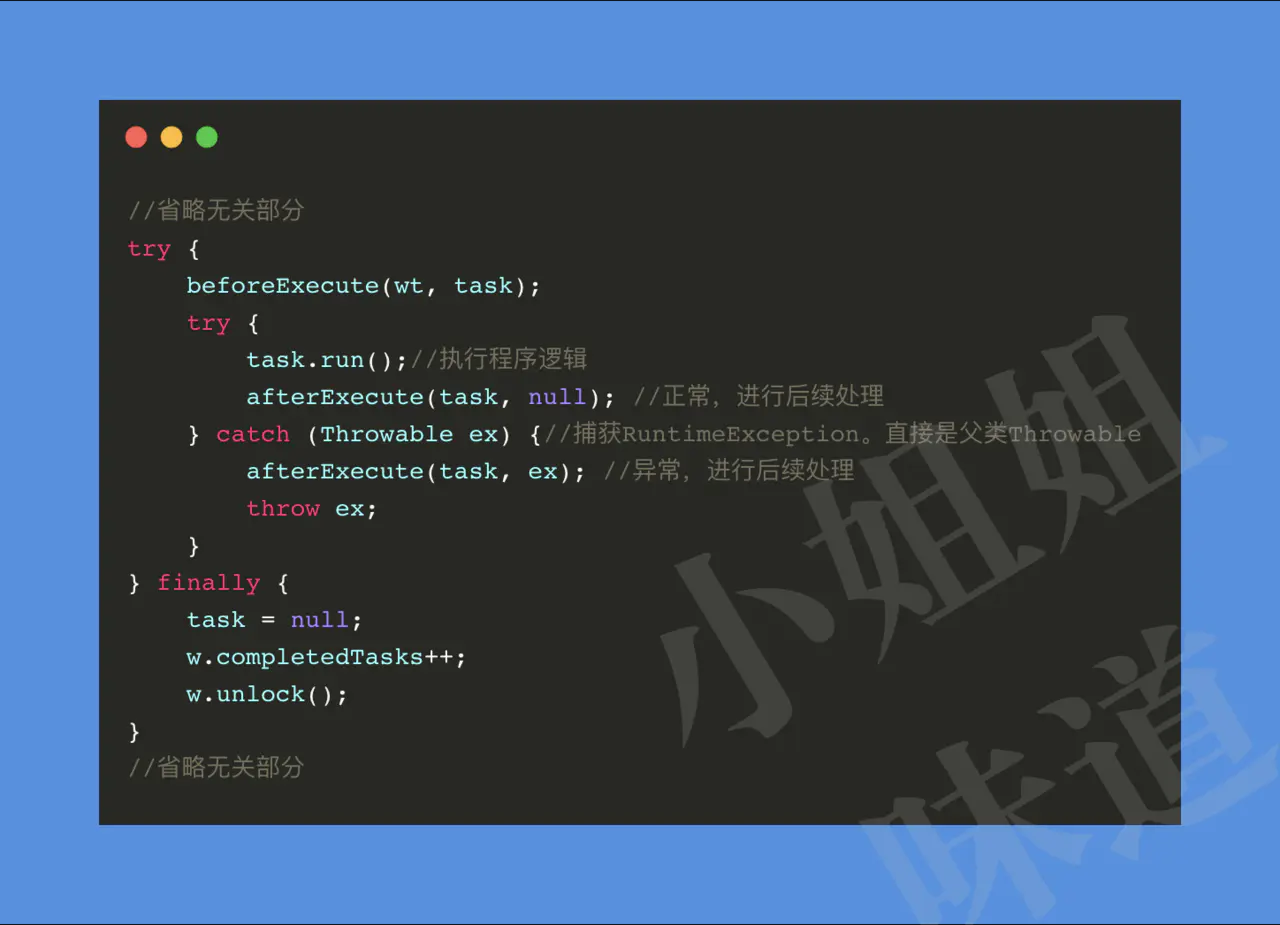 //省略无关部分
try {
    beforeExecute(wt, task);
    try {
        task.run();//执行程序逻辑
        afterExecute(task, null); //正常，进行后续处理
    } catch (Throwable ex) {//捕获RuntimeException。直接是父类Throwable
        afterExecute(task, ex); //异常，进行后续处理
        throw ex;
    }
} finally {
    task = null;
    w.completedTasks++;
    w.unlock();
}
//省略无关部分
小姐姐
味道